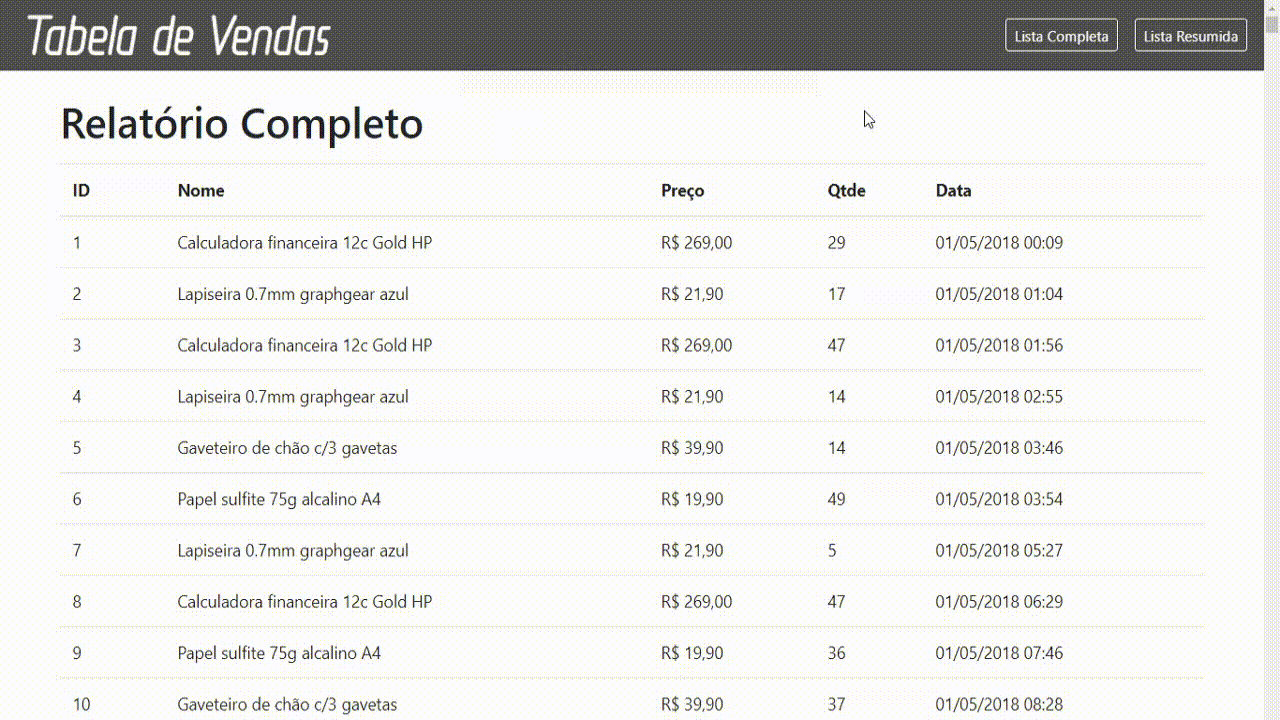 Tabela de Vendas
Lista Completa Lista Resumida
Relatório Completo
ID Nome Preço Qtde Data
1 Calculadora financeira 12c Gold HP R$ 269,00 29 01/05/2018 00:09
2 Lapiseira 0.7mm graphgear azul R$ 21,90 17 01/05/2018 01:04
3 Calculadora financeira 12c Gold HP R$ 269,00 47 01/05/2018 01:56
4 Lapiseira 0.7mm graphgear azul R$ 21,90 14 01/05/2018 02:55
5 Gaveteiro de chão c/3 gavetas R$ 39,90 14 01/05/2018 03:46
6 Papel sulfite 75g alcalino A4 R$ 19,90 49 01/05/2018 03:54
7 Lapiseira 0.7mm graphgear azul R$ 21,90 5 01/05/2018 05:27
8 Calculadora financeira 12c Gold HP R$ 269,00 47 01/05/2018 06:29
9 Papel sulfite 75g alcalino A4 R$ 19,90 36 01/05/2018 07:46
10 Gaveteiro de chão c/3 gavetas R$ 39,90 37 01/05/2018 08:28